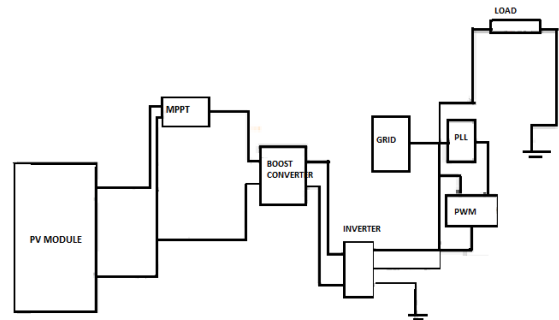 LOAD
MPPT
GRID
PLL
BOOST
CONVERTER
PWM
INVERTER
PV MODULE